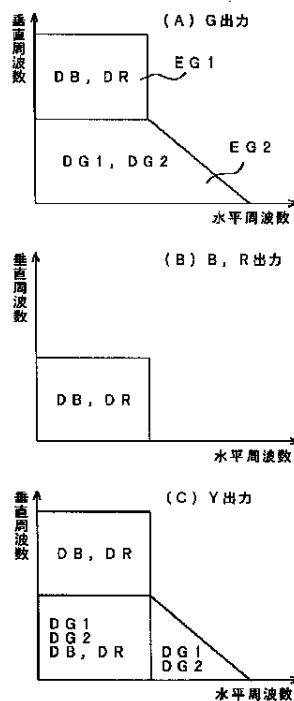 (A) G出力
垂直周波数
DB, DR
EG1
DG1, DG2
EG2
水平周波数
(B) B, R出力
垂直周波数
DB, DR
水平周波数
(C) Y出力
垂直周波数
DB, DR
DG1
DG2
DB, DR
DG1
DG2
水平周波数